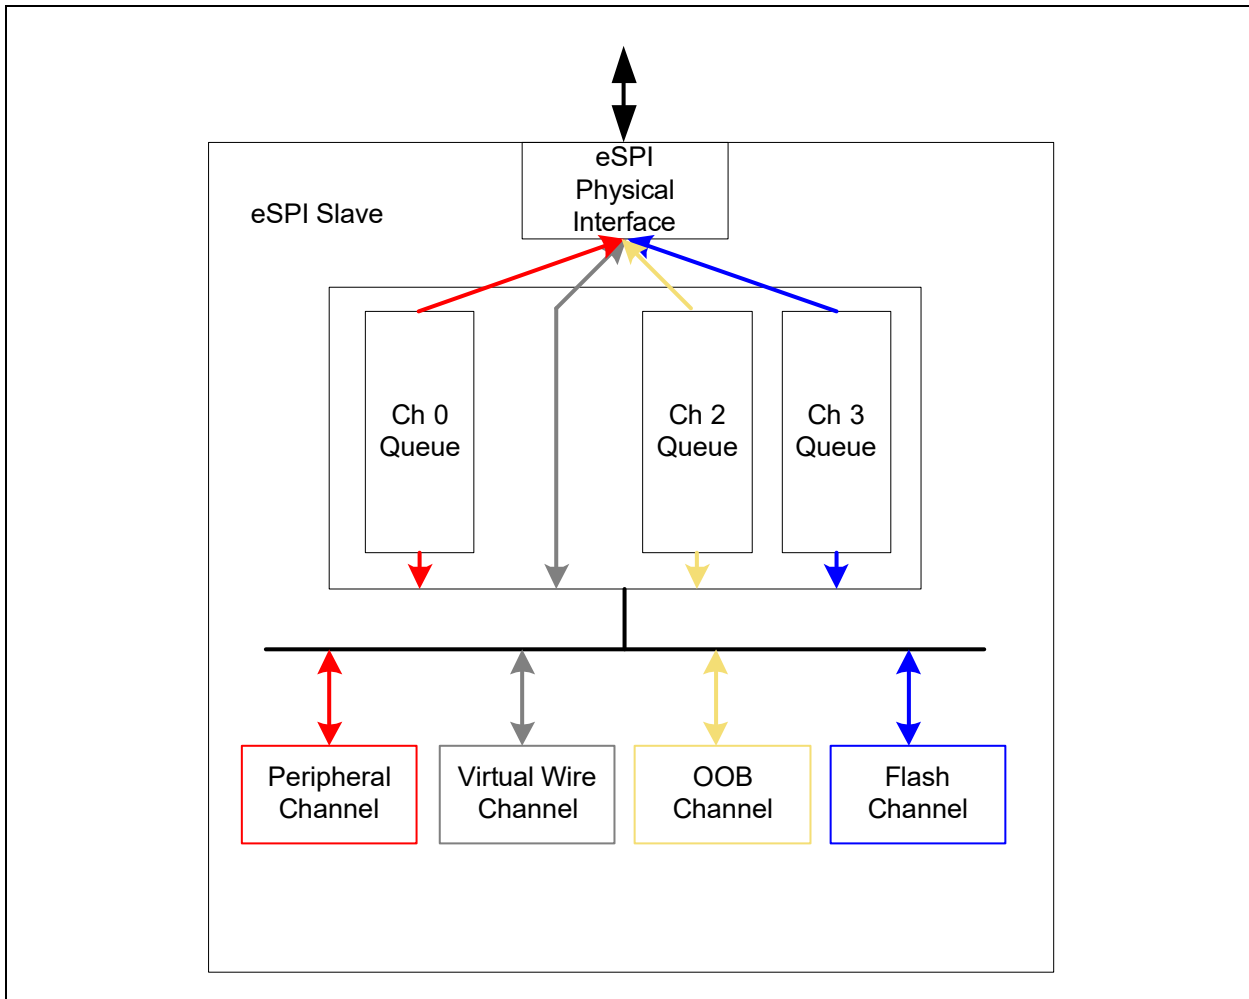 eSPI
Physical
Interface
eSPI Slave
Ch 0
Queue
Ch 2
Queue
Ch 3
Queue
Peripheral
Channel
Virtual Wire
Channel
OOB
Channel
Flash
Channel